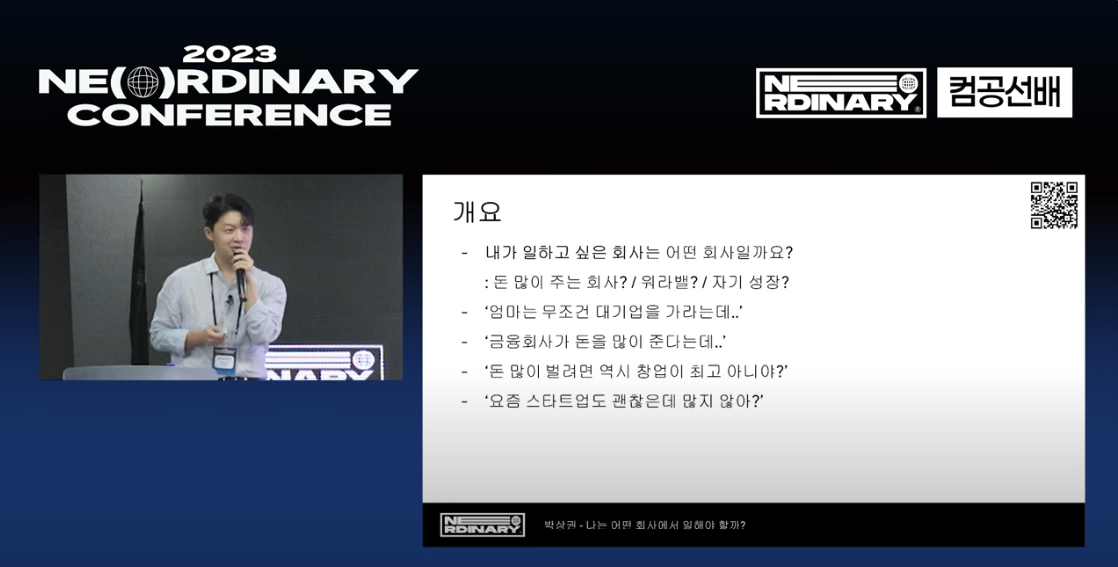 2023
NE( )RDINARY
CONFERENCE
NE
RDINARY
컴공선배
개요
- 내가 일하고 싶은 회사는 어떤 회사일까요?
: 돈 많이 주는 회사? / 워라밸? / 자기 성장?
- ‘엄마는 무조건 대기업을 가라는데..’
- ‘금융회사가 돈을 많이 준다는데..’
- ‘돈 많이 벌려면 역시 창업이 최고 아니야?’
- ‘요즘 스타트업도 괜찮은데 많지 않아?’
NE
RDINARY
박상권 - 나는 어떤 회사에서 일해야 할까?